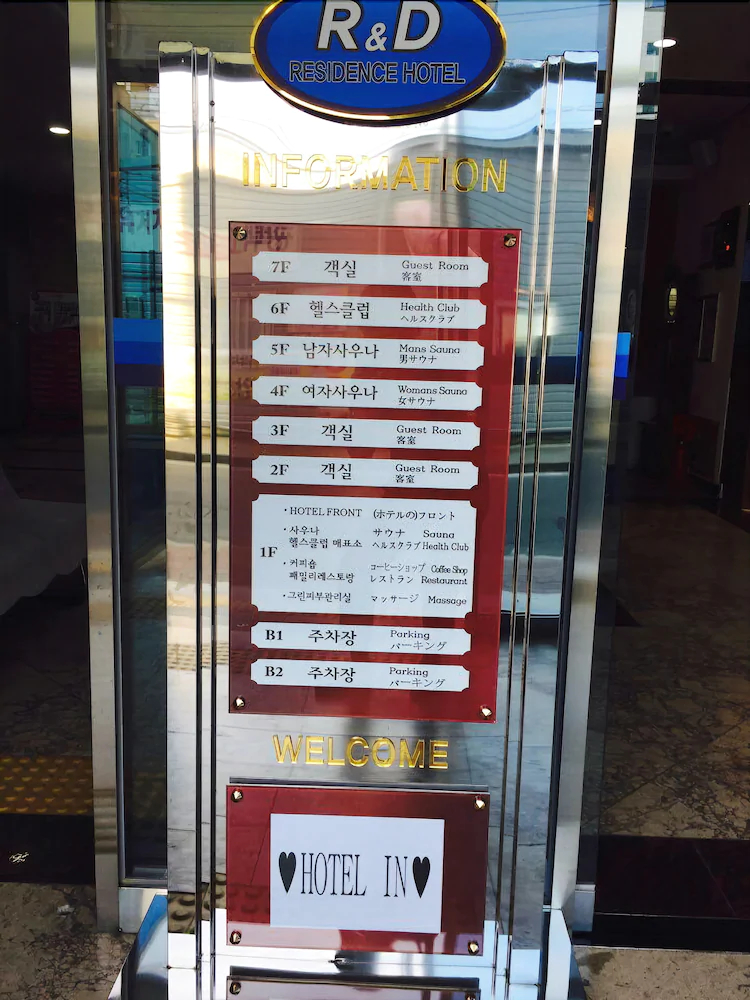 R&D
RESIDENCE HOTEL
INFORMATION
7F 객실 Guest Room
客室
6F 헬스클럽 Health Club
ヘルスクラブ
5F 남자사우나 Mans Sauna
男サウナ
4F 여자사우나 Womans Sauna
女サウナ
3F 객실 Guest Room
客室
2F 객실 Guest Room
客室
1F
・HOTEL FRONT (ホテルの)フロント
・사우나 サウナ Sauna
헬스클럽 매표소 ヘルスクラブ Health Club
・커피숍 コーヒーショップ Coffee Shop
패밀리레스토랑 レストラン Restaurant
・그린피부관리실 マッサージ Massage
B1 주차장 Parking
パーキング
B2 주차장 Parking
パーキング
WELCOME
♥HOTEL IN♥